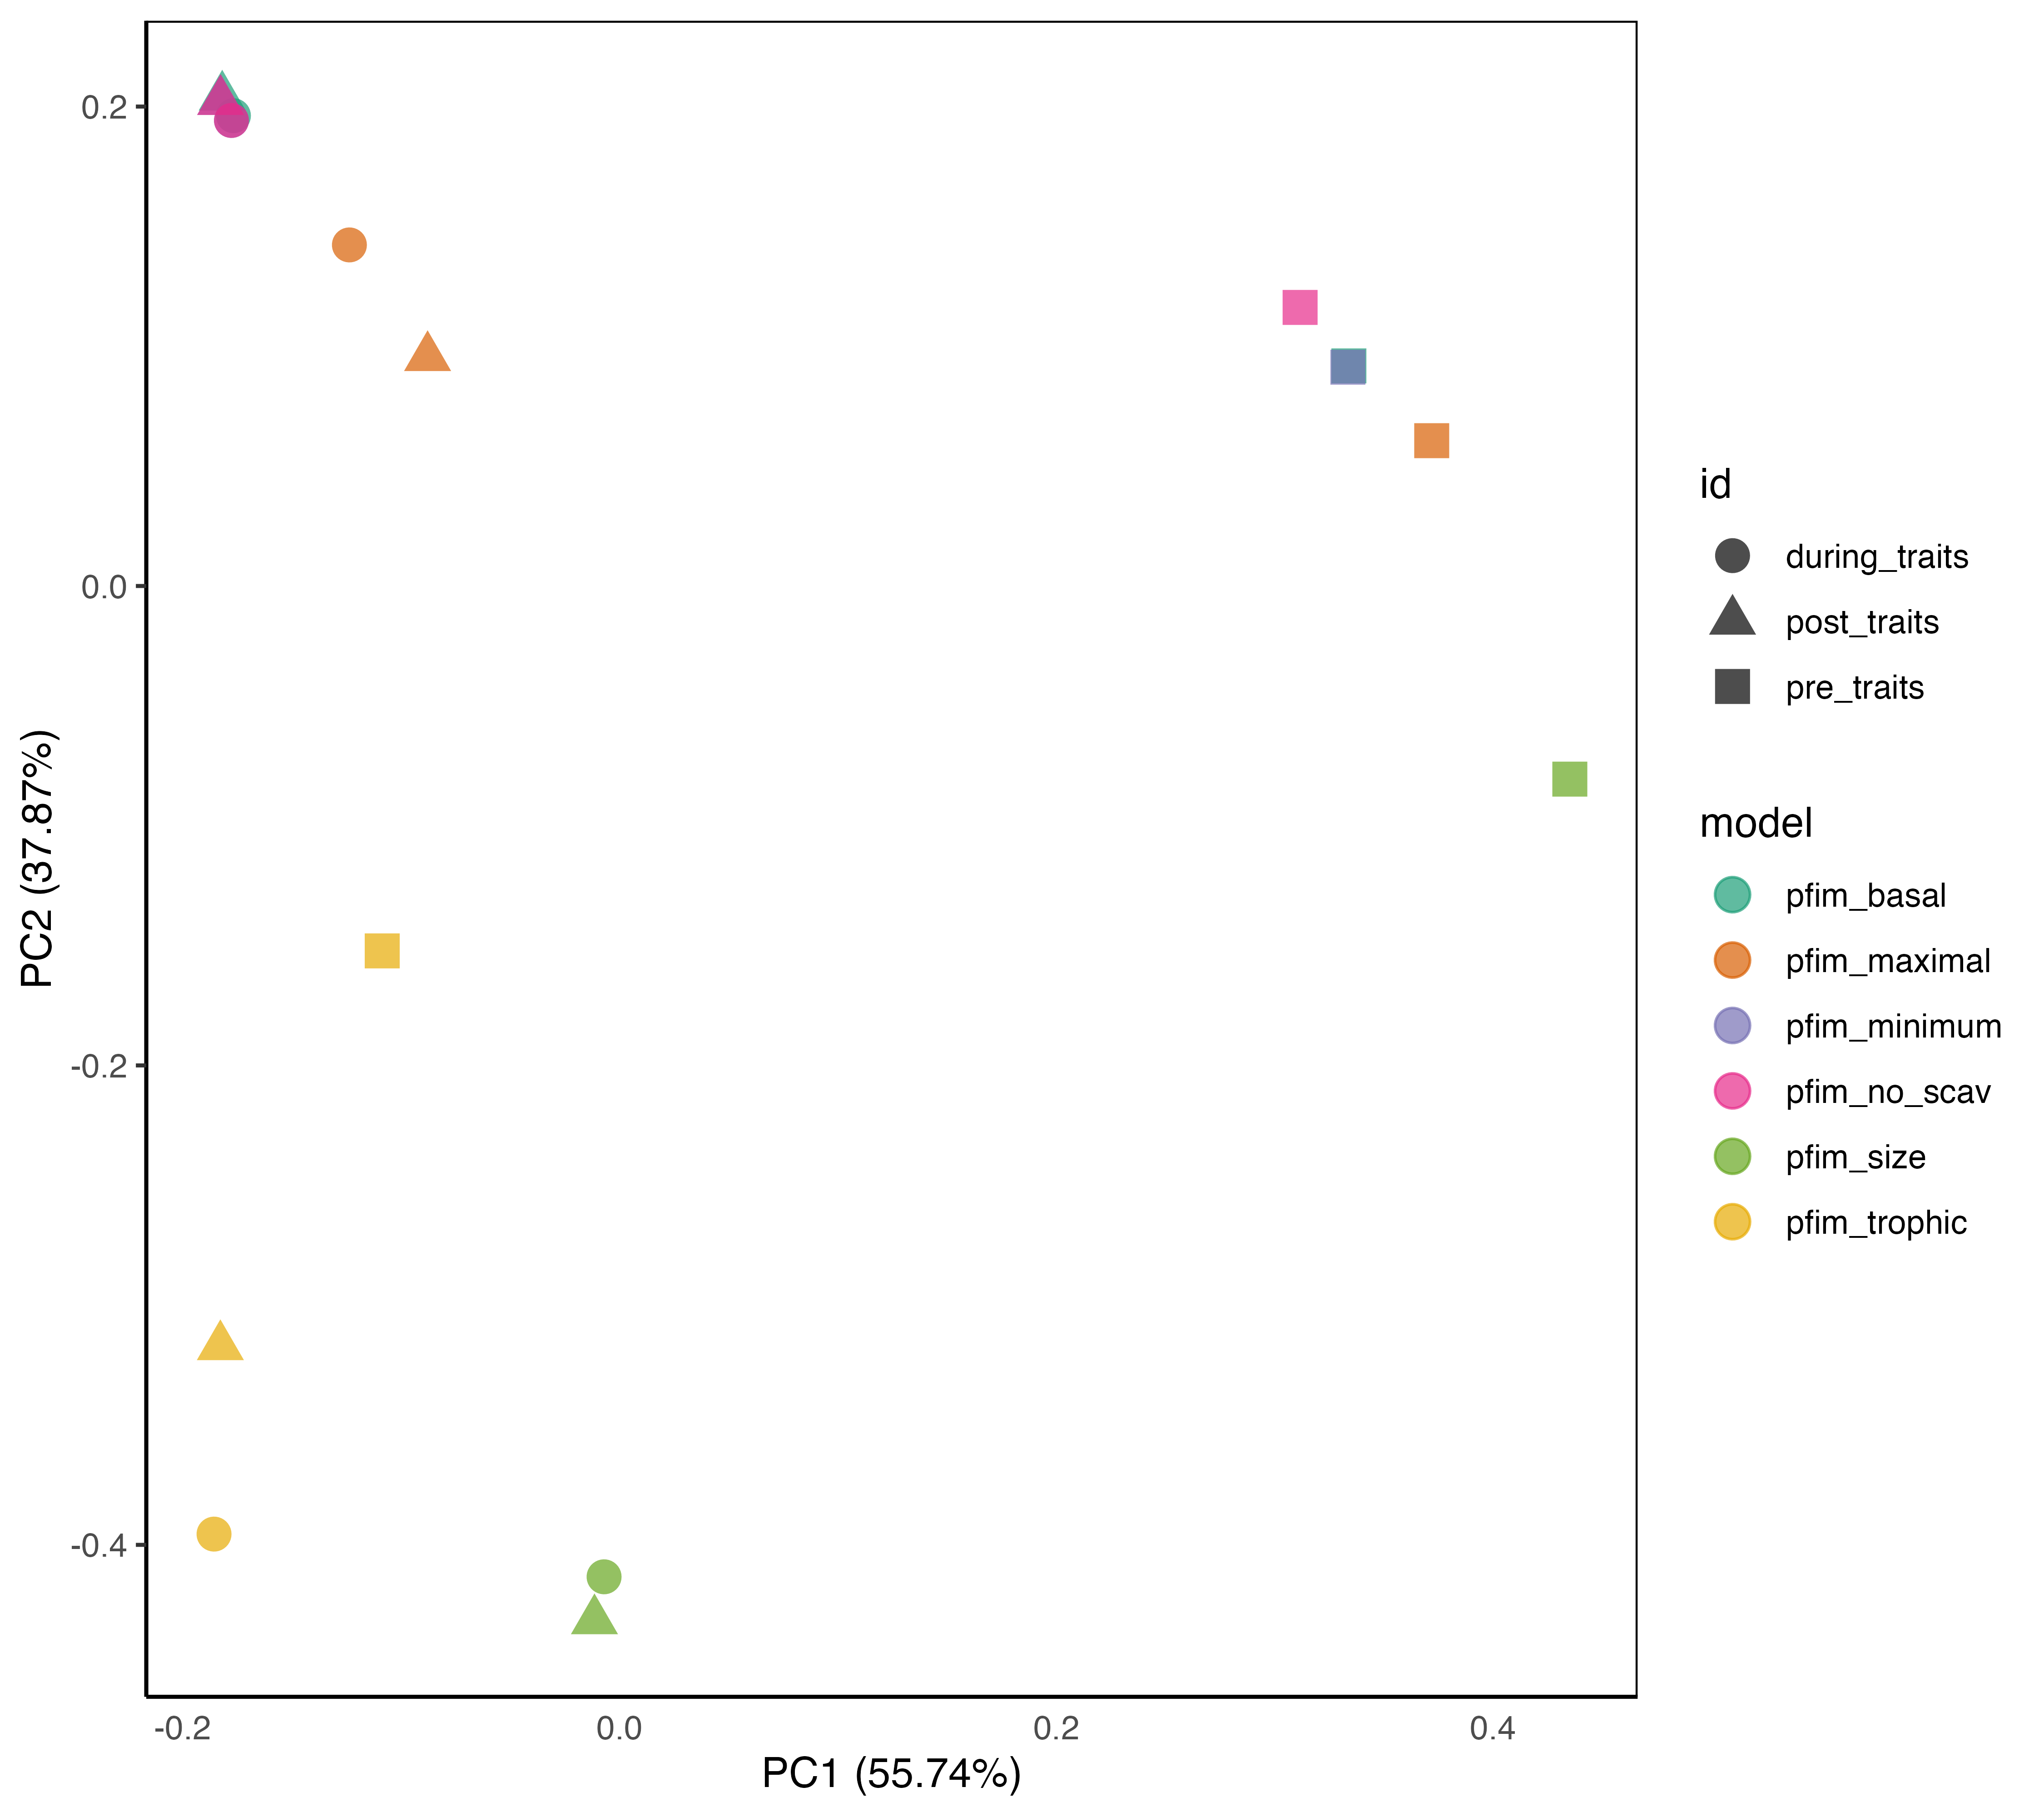 0.2
0.0
-0.2
-0.4
PC2 (37.87%)
-0.2 0.0 0.2 0.4
PC1 (55.74%)
id
during_traits
post_traits
pre_traits
model
pfim_basal
pfim_maximal
pfim_minimum
pfim_no_scav
pfim_size
pfim_trophic